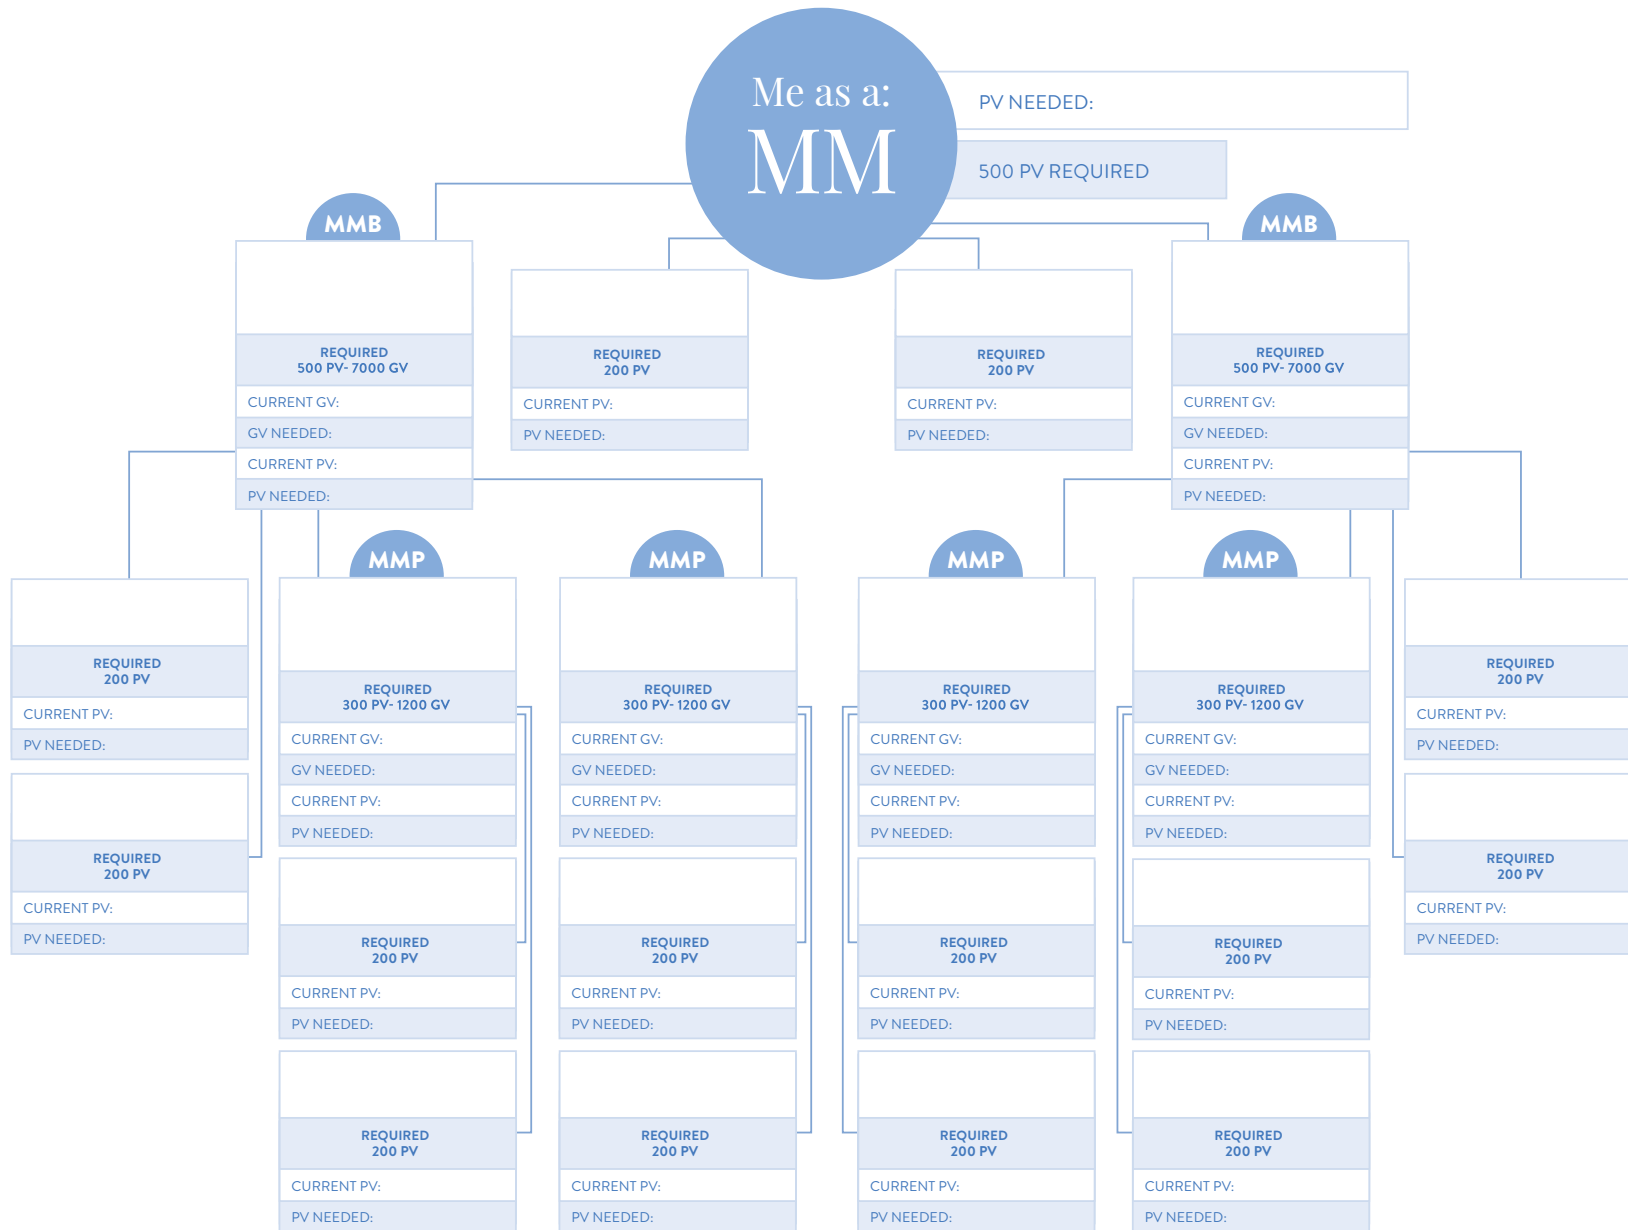 Me as a:
MM
PV NEEDED:
500 PV REQUIRED
MMB
REQUIRED
500 PV- 7000 GV
CURRENT GV:
GV NEEDED:
CURRENT PV:
PV NEEDED:
REQUIRED
200 PV
CURRENT PV:
PV NEEDED:
REQUIRED
200 PV
CURRENT PV:
PV NEEDED:
MMB
REQUIRED
500 PV- 7000 GV
CURRENT GV:
GV NEEDED:
CURRENT PV:
PV NEEDED:
REQUIRED
200 PV
CURRENT PV:
PV NEEDED:
REQUIRED
200 PV
CURRENT PV:
PV NEEDED:
MMP
REQUIRED
300 PV- 1200 GV
CURRENT GV:
GV NEEDED:
CURRENT PV:
PV NEEDED:
REQUIRED
200 PV
CURRENT PV:
PV NEEDED:
REQUIRED
200 PV
CURRENT PV:
PV NEEDED:
MMP
REQUIRED
300 PV- 1200 GV
CURRENT GV:
GV NEEDED:
CURRENT PV:
PV NEEDED:
REQUIRED
200 PV
CURRENT PV:
PV NEEDED:
REQUIRED
200 PV
CURRENT PV:
PV NEEDED:
MMP
REQUIRED
300 PV- 1200 GV
CURRENT GV:
GV NEEDED:
CURRENT PV:
PV NEEDED:
REQUIRED
200 PV
CURRENT PV:
PV NEEDED:
REQUIRED
200 PV
CURRENT PV:
PV NEEDED:
MMP
REQUIRED
300 PV- 1200 GV
CURRENT GV:
GV NEEDED:
CURRENT PV:
PV NEEDED:
REQUIRED
200 PV
CURRENT PV:
PV NEEDED:
REQUIRED
200 PV
CURRENT PV:
PV NEEDED:
REQUIRED
200 PV
CURRENT PV:
PV NEEDED:
REQUIRED
200 PV
CURRENT PV:
PV NEEDED: